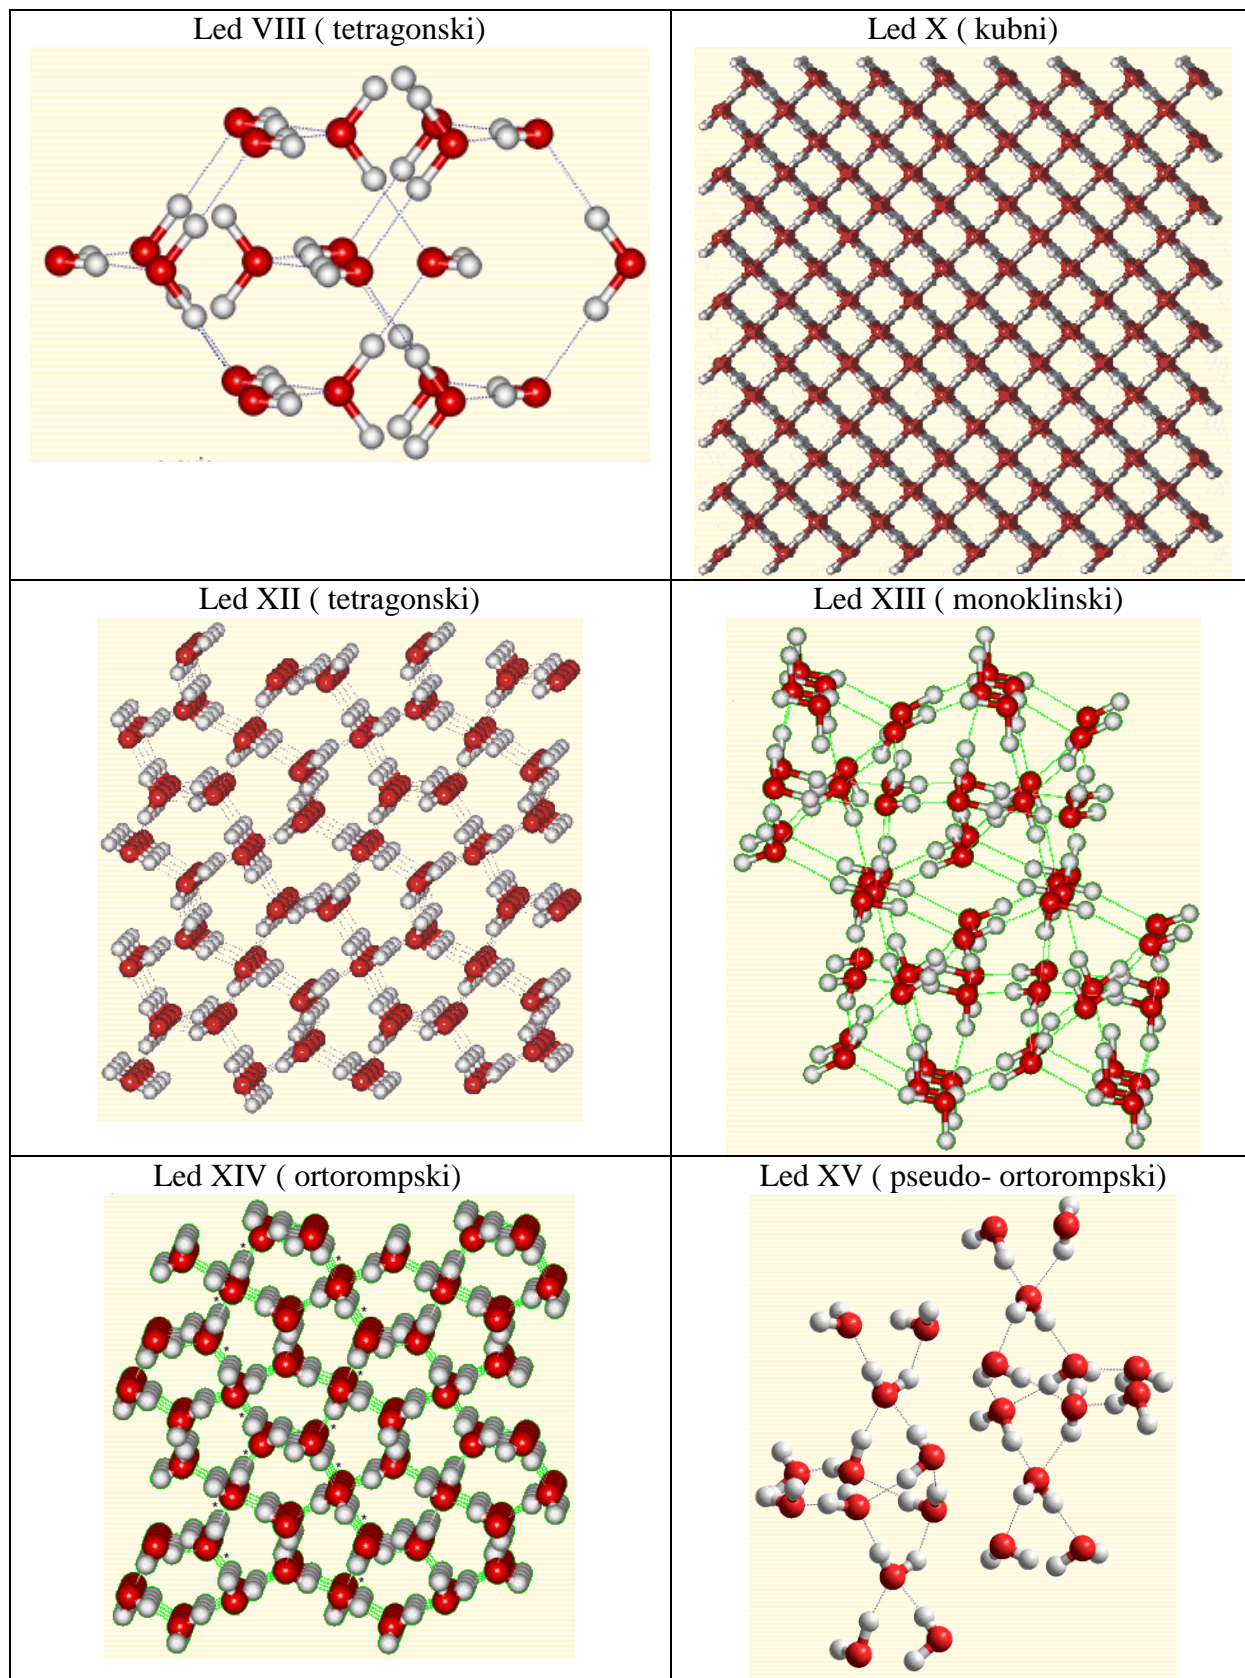 Led VIII ( tetragonski)
Led X ( kubni)
Led XII ( tetragonski)
Led XIII ( monoklinski)
Led XIV ( ortorompski)
Led XV ( pseudo- ortorompski)